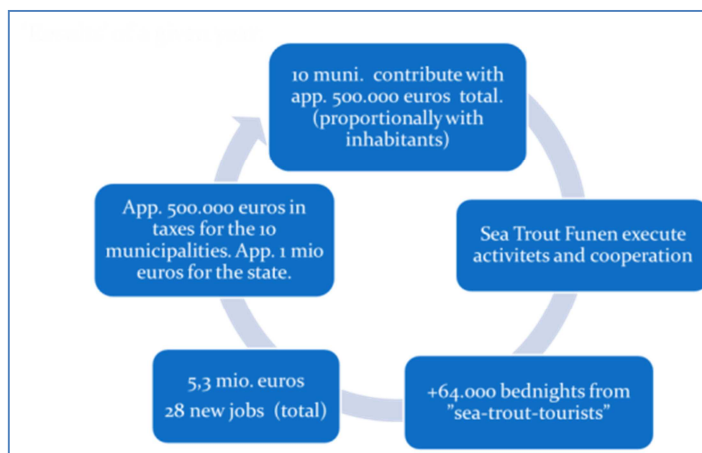 10 muni. contribute with
app. 500.000 euros total.
(proportionally with
inhabitants)
Sea Trout Funen execute
activitets and cooperation
+64.000 bednights from
”sea-trout-tourists”
5,3 mio. euros
28 new jobs (total)
App. 500.000 euros in
taxes for the 10
municipalities. App. 1 mio
euros for the state.